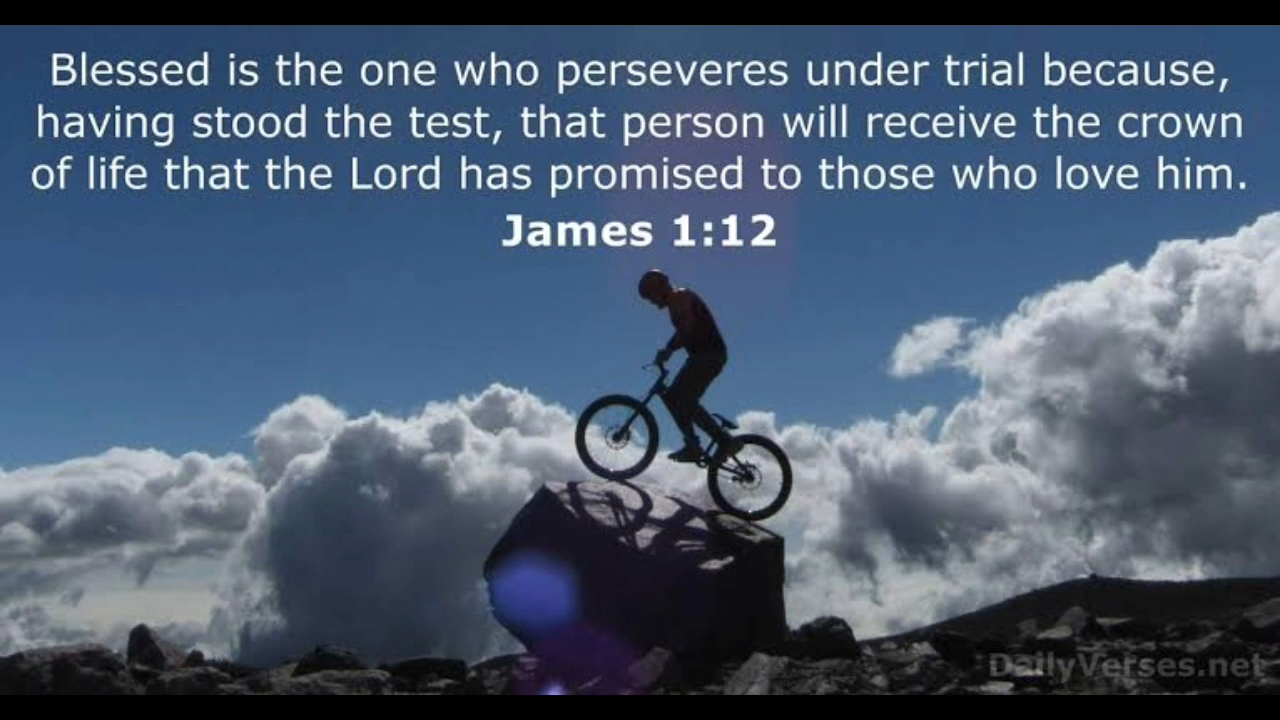 Blessed is the one who perseveres under trial because,
having stood the test, that person will receive the crown
of life that the Lord has promised to those who love him.
James 1:12
DailyVerses.net